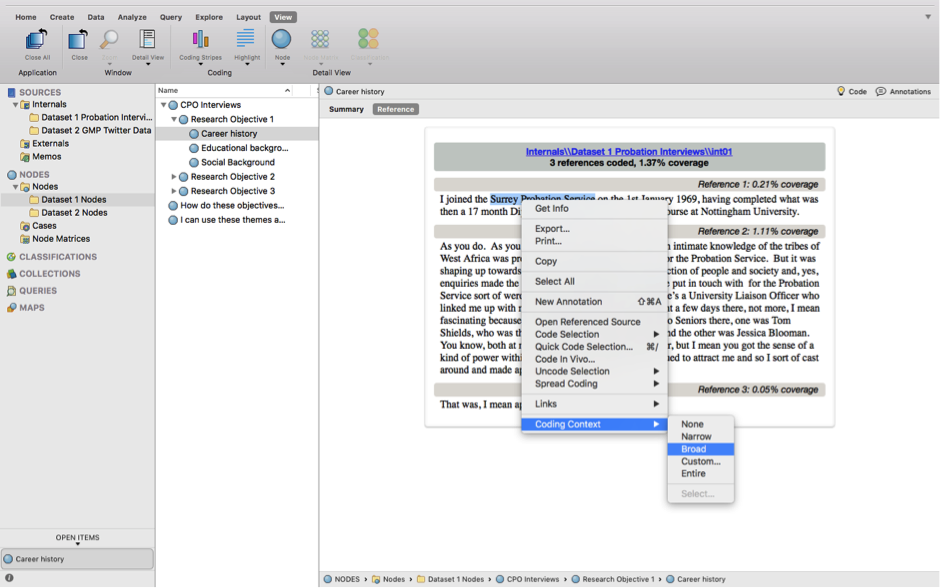 Home Create Data Analyze Query Explore Layout View
Close All Close Detail View Coding Stripes Highlight Node
Application Window Coding Detail View
SOURCES
Internals
Dataset 1 Probation Intervi...
Dataset 2 GMP Twitter Data
Externals
Memos
NODES
Nodes
Dataset 1 Nodes
Dataset 2 Nodes
Cases
Node Matrices
CLASSIFICATIONS
COLLECTIONS
QUERIES
MAPS
OPEN ITEMS
Career history
Name
CPO Interviews
Research Objective 1
Career history
Educational backgro...
Social Background
Research Objective 2
Research Objective 3
How do these objectives...
I can use these themes a...
Career history Code Annotations
Summary Reference
Internals\\Dataset 1 Probation Interviews\\int01
3 references coded, 1.37% coverage
Reference 1: 0.21% coverage
I joined the Surrey Probation Service on the 1st January 1969, having completed what was
then a 17 month Di urse at Nottingham University.
Reference 2: 1.11% coverage
As you do. As you intimate knowledge of the tribes of
West Africa was pr or the Probation Service. But it was
shaping up towards ction of people and society and, yes,
enquiries made the put in touch with for the Probation
Service sort of were e's a University Liaison Officer who
linked me up with r t a few days there, not more, I mean
fascinating because o Seniors there, one was Tom
Shields, who was th nd the other was Jessica Blooman.
You know, both at r r, but I mean you got the sense of a
kind of power withi ed to attract me and so I sort of cast
around and made ap
Reference 3: 0.05% coverage
That was, I mean ap
Get Info
Export...
Print...
Copy
Select All
New Annotation ⇧⌘A
Open Referenced Source
Code Selection
Quick Code Selection... ⌘/
Code In Vivo...
Uncode Selection
Spread Coding
Links
Coding Context
None
Narrow
Broad
Custom...
Entire
Select...
NODES › Nodes › Dataset 1 Nodes › CPO Interviews › Research Objective 1 › Career history